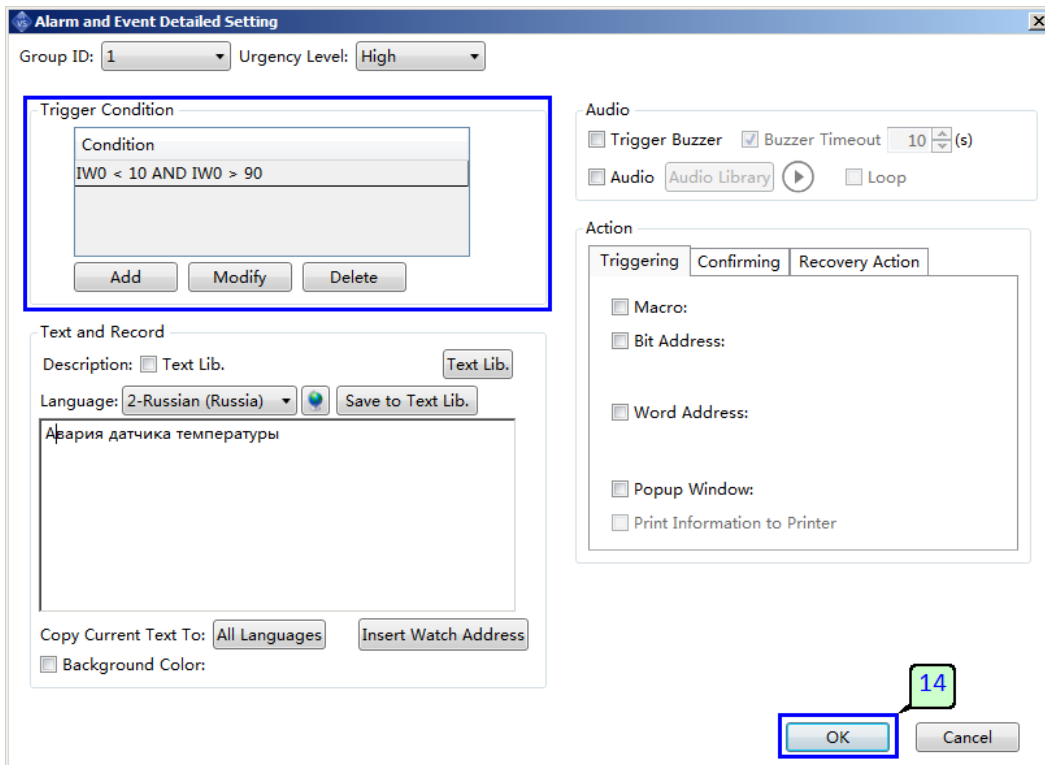 Alarm and Event Detailed Setting
Group ID: 1 Urgency Level: High
Trigger Condition
Condition
IW0 < 10 AND IW0 > 90
Add Modify Delete
Text and Record
Description: Text Lib. Text Lib.
Language: 2-Russian (Russia) Save to Text Lib.
Авария датчика температуры
Copy Current Text To: All Languages Insert Watch Address
Background Color:
Audio
Trigger Buzzer Buzzer Timeout 10 (s)
Audio Audio Library Loop
Action
Triggering Confirming Recovery Action
Macro:
Bit Address:
Word Address:
Popup Window:
Print Information to Printer
14
OK Cancel